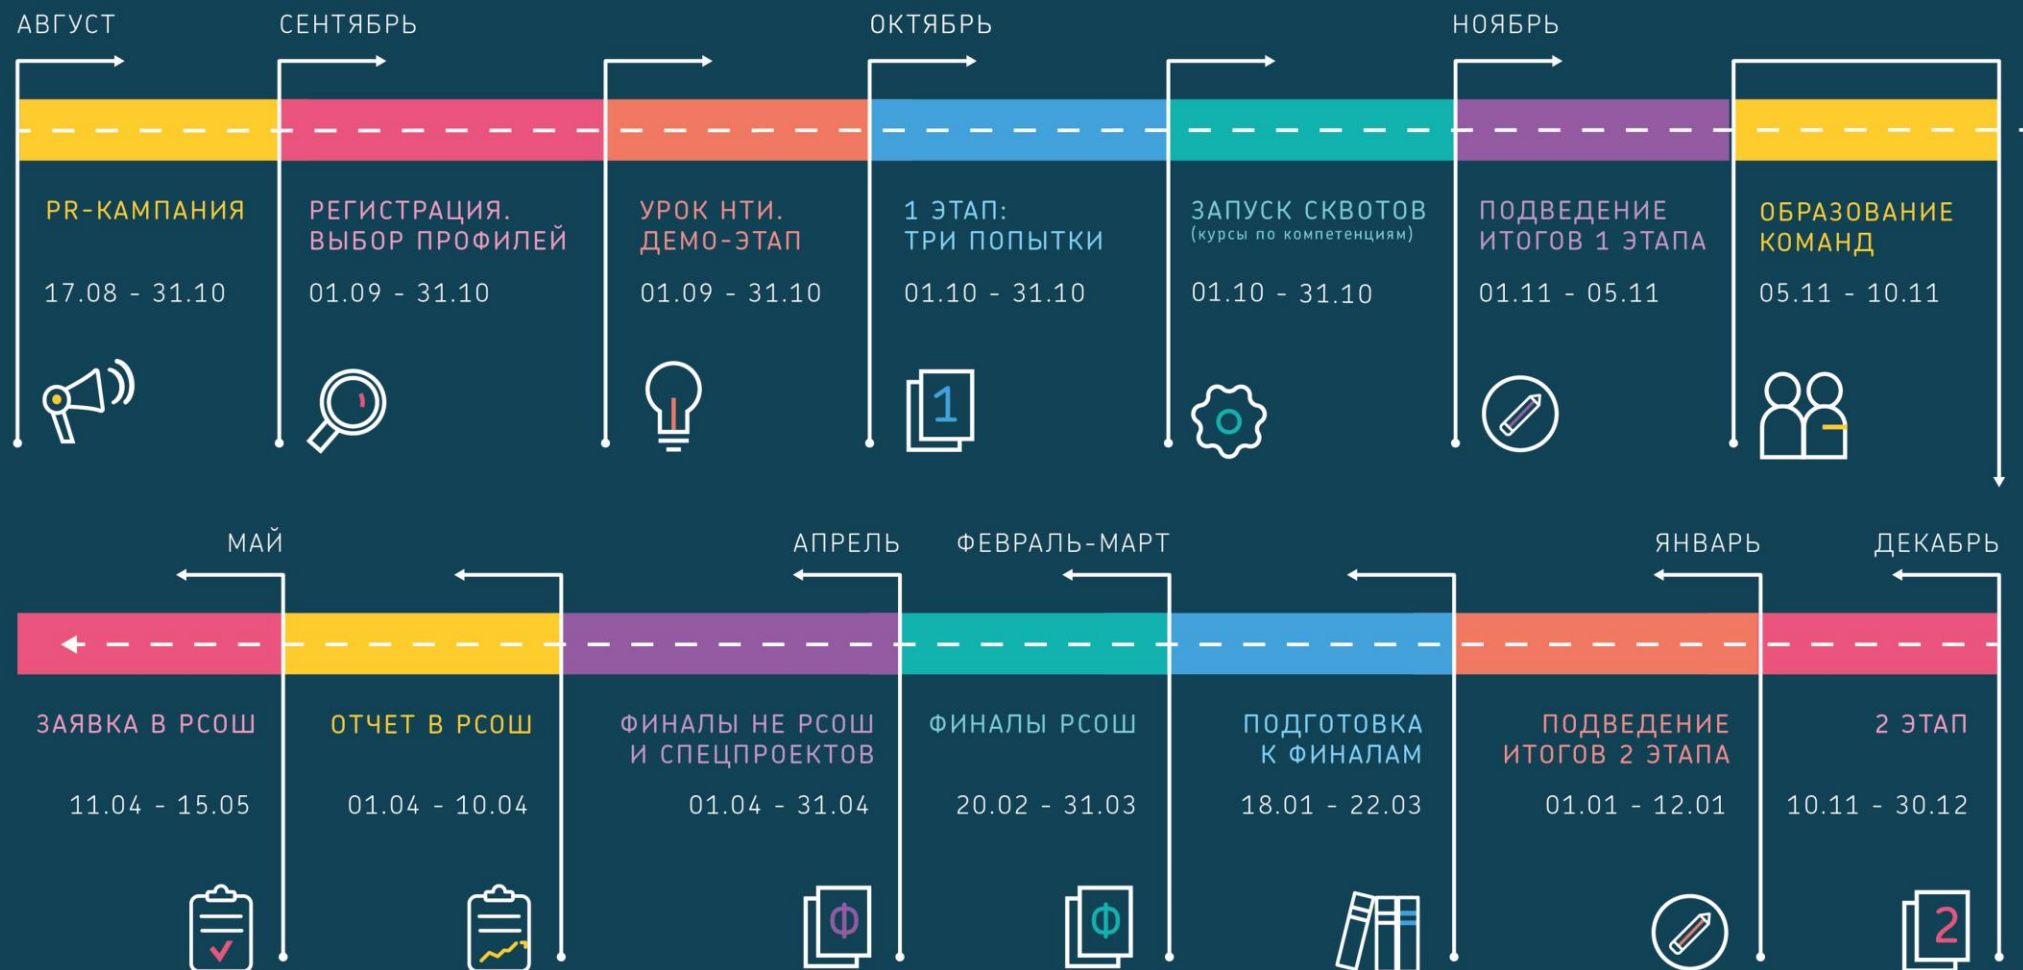 АВГУСТ
СЕНТЯБРЬ
ОКТЯБРЬ
НОЯБРЬ
PR-КАМПАНИЯ
17.08 - 31.10
РЕГИСТРАЦИЯ.
ВЫБОР ПРОФИЛЕЙ
01.09 - 31.10
УРОК НТИ.
ДЕМО-ЭТАП
01.09 - 31.10
1 ЭТАП:
ТРИ ПОПЫТКИ
01.10 - 31.10
1
ЗАПУСК СКВОТОВ
(курсы по компетенциям)
01.10 - 31.10
ПОДВЕДЕНИЕ
ИТОГОВ 1 ЭТАПА
01.11 - 05.11
ОБРАЗОВАНИЕ
КОМАНД
05.11 - 10.11
МАЙ
АПРЕЛЬ
ФЕВРАЛЬ-МАРТ
ЯНВАРЬ
ДЕКАБРЬ
ЗАЯВКА В РСОШ
11.04 - 15.05
ОТЧЕТ В РСОШ
01.04 - 10.04
ФИНАЛЫ НЕ РСОШ
И СПЕЦПРОЕКТОВ
01.04 - 31.04
Ф
ФИНАЛЫ РСОШ
20.02 - 31.03
Ф
ПОДГОТОВКА
К ФИНАЛАМ
18.01 - 22.03
ПОДВЕДЕНИЕ
ИТОГОВ 2 ЭТАПА
01.01 - 12.01
2 ЭТАП
10.11 - 30.12
2